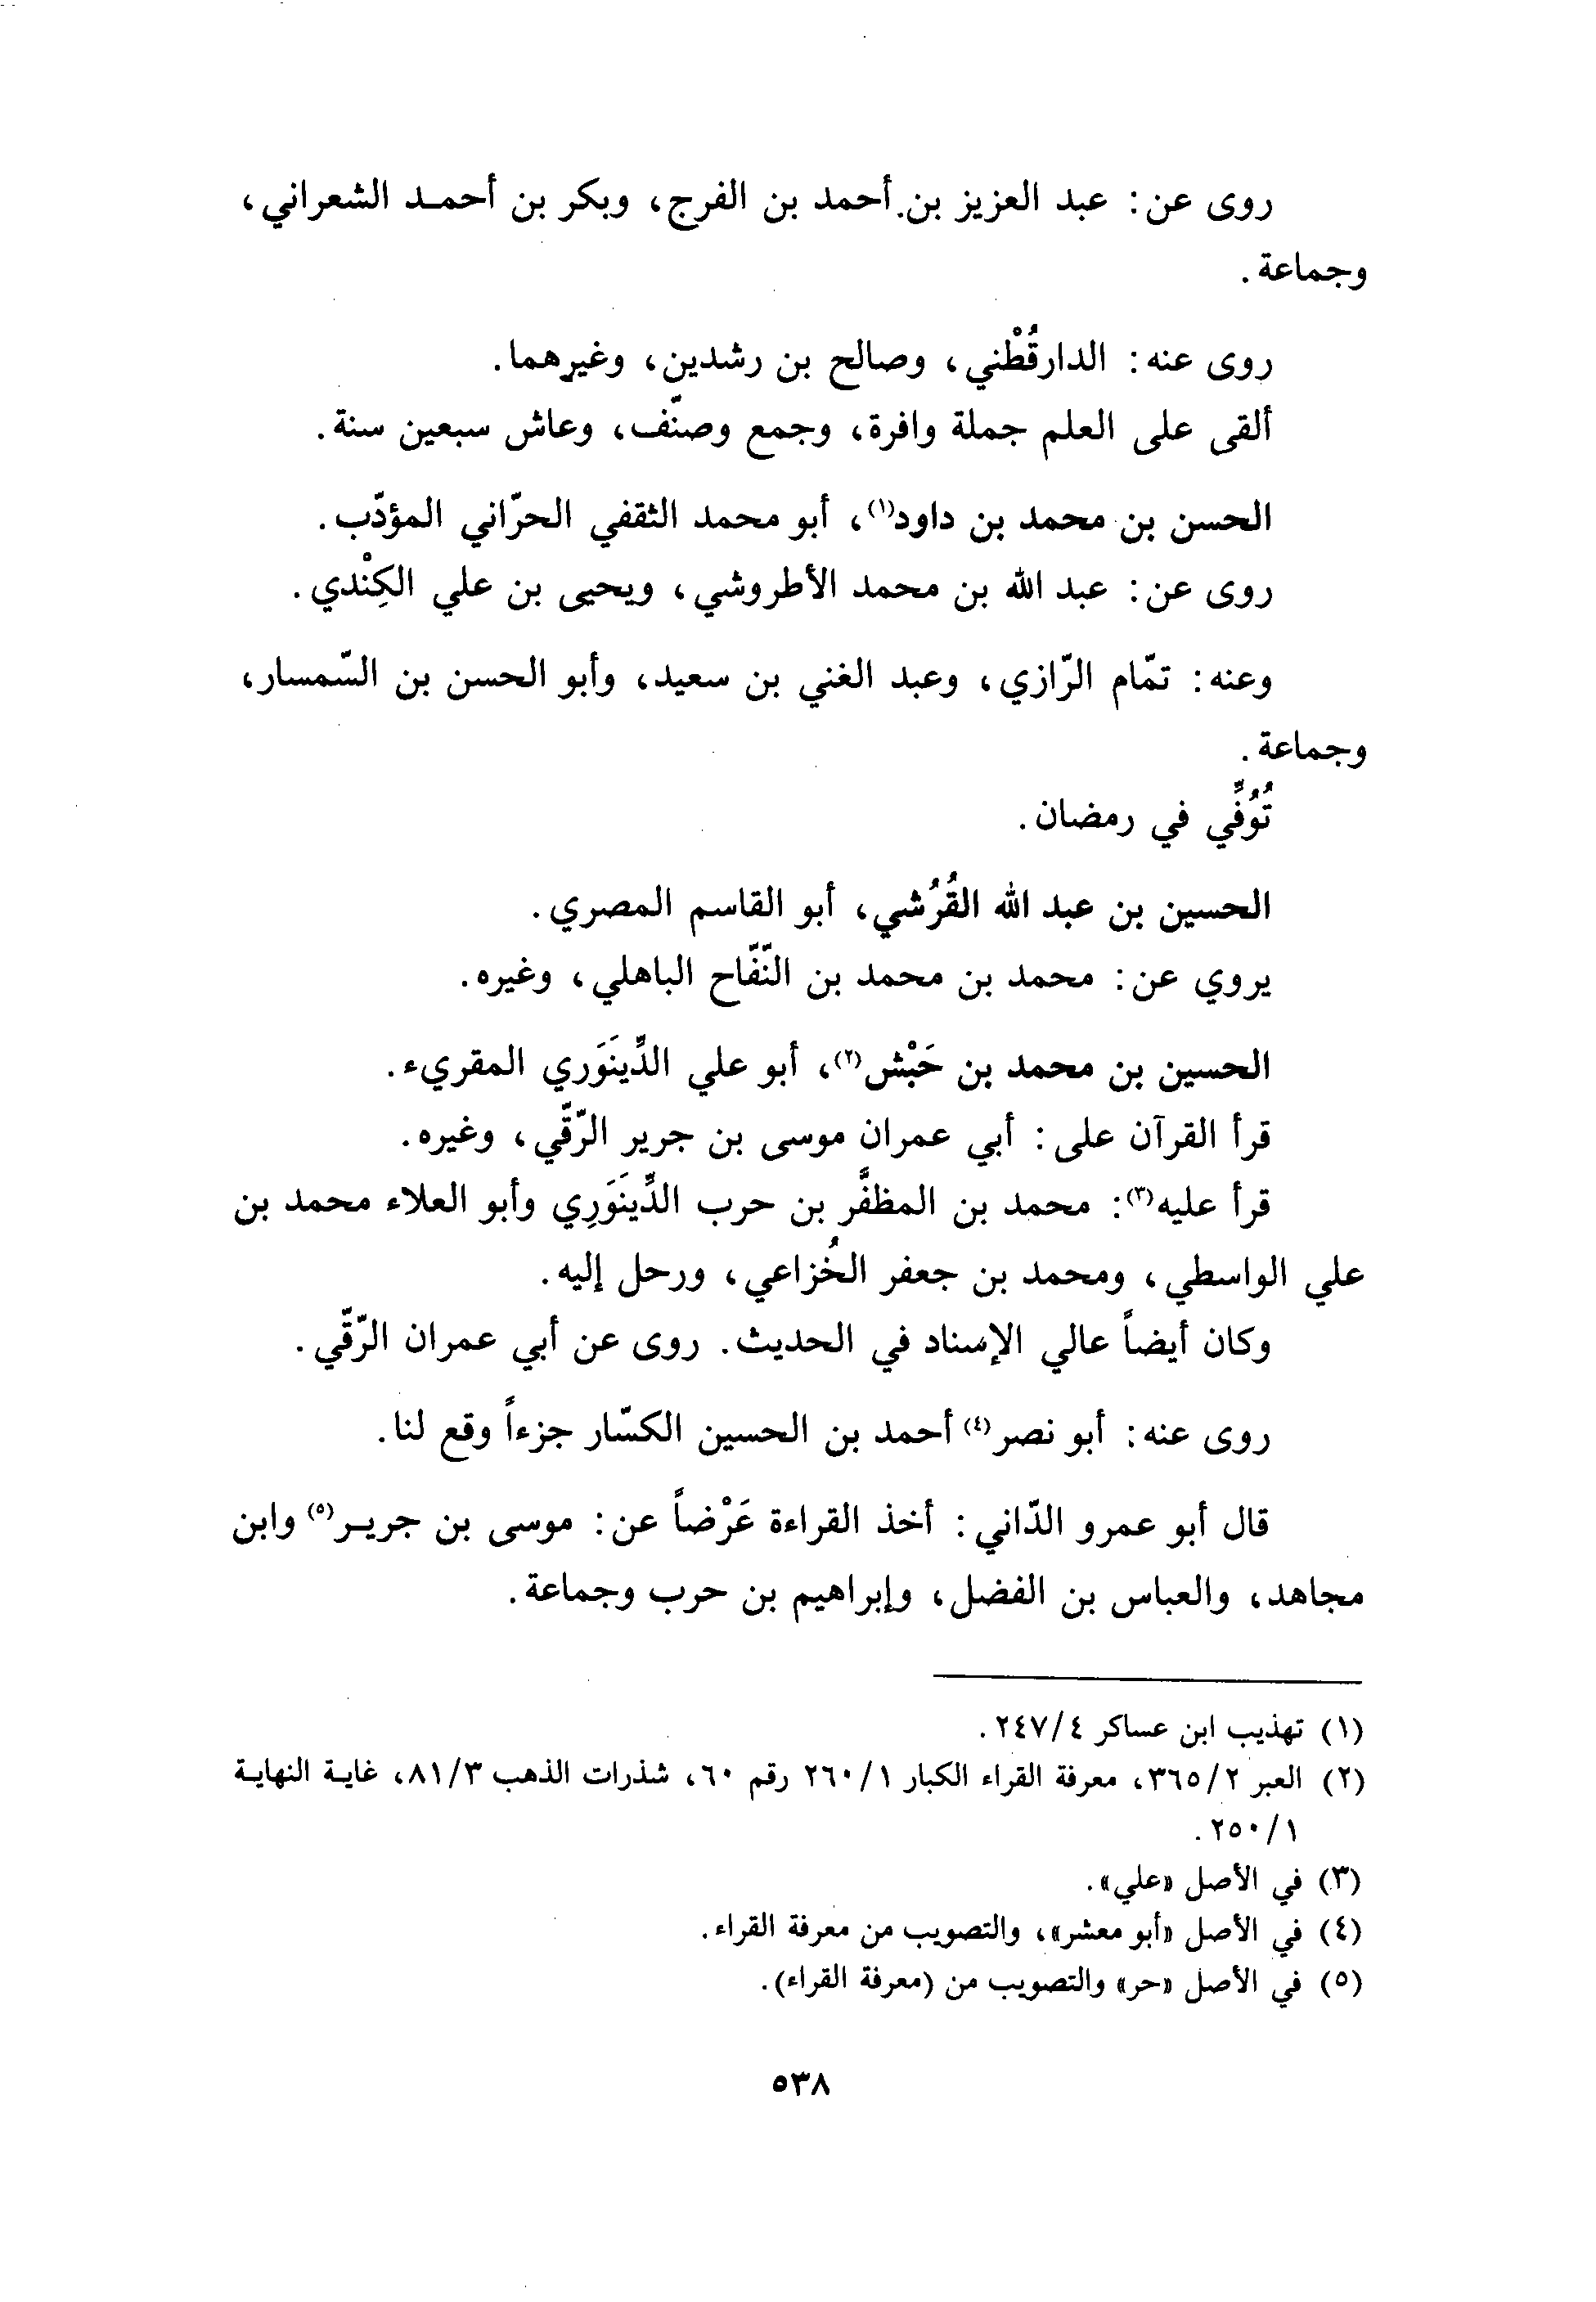 روى عن: عبد العزيز بن أحمد بن الفرج، وبكر بن أحمـد الشعراني،
وجماعة.
روى عنه: الدارقُطْني، وصالح بن رشدين، وغيرهما.
ألقى على العلم جملة وافرة، وجمع وصنّف، وعاش سبعين سنة.
الحسن بن محمد بن داود(١)، أبو محمد الثقفي الحرّاني المؤدّب.
روى عن: عبد الله بن محمد الأطروشي، ويحيى بن علي الكِنْدي.
وعنه: تمّام الرّازي، وعبد الغني بن سعيد، وأبو الحسن بن السّمسار،
وجماعة.
تُوُفِّي في رمضان.
الحسين بن عبد الله القُرُشي، أبو القاسم المصري.
يروي عن: محمد بن محمد بن النّفّاح الباهلي، وغيره.
الحسين بن محمد بن حَبْش(٢)، أبو علي الدِّينَوَري المقريء.
قرأ القرآن على: أبي عمران موسى بن جرير الرّقّي، وغيره.
قرأ عليه(٣): محمد بن المظفَّر بن حرب الدِّينَوَرِي وأبو العلاء محمد بن
علي الواسطي، ومحمد بن جعفر الخُزاعي، ورحل إليه.
وكان أيضاً عالي الإسناد في الحديث. روى عن أبي عمران الرّقّي.
روى عنه: أبو نصر(٤) أحمد بن الحسين الكسّار جزءاً وقع لنا.
قال أبو عمرو الدّاني: أخذ القراءة عَرْضاً عن: موسى بن جريـر(٥) وابن
مجاهد، والعباس بن الفضل، وإبراهيم بن حرب وجماعة.
(١) تهذيب ابن عساكر ٢٤٧/٤.
(٢) العبر ٣٦٥/٢، معرفة القراء الكبار ٢٦٠/١ رقم ٦٠، شذرات الذهب ٨١/٣، غايـة النهايـة
٢٥٠/١.
(٣) في الأصل «علي».
(٤) في الأصل «أبو معشر»، والتصويب من معرفة القراء.
(٥) في الأصل «حر» والتصويب من (معرفة القراء).
٥٣٨